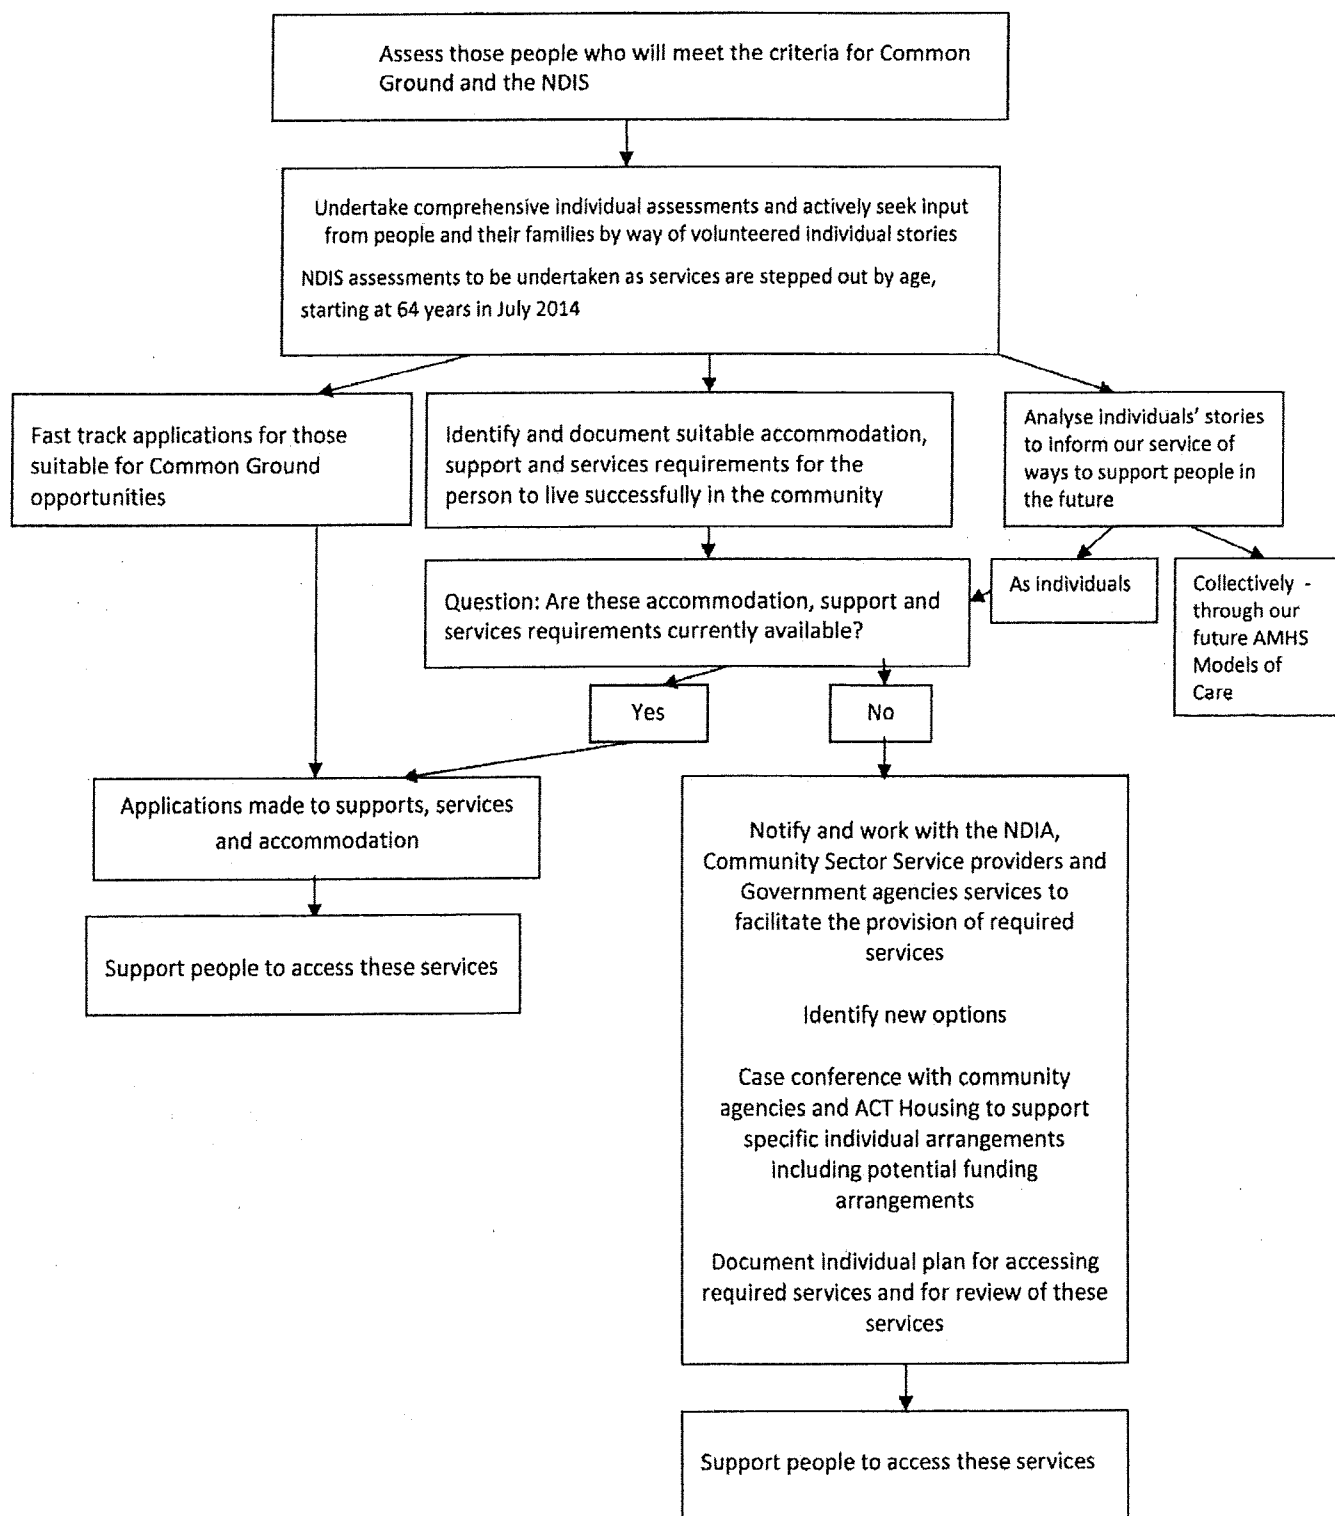 Assess those people who will meet the criteria for Common
Ground and the NDIS
Undertake comprehensive individual assessments and actively seek input
from people and their families by way of volunteered individual stories
NDIS assessments to be undertaken as services are stepped out by age,
starting at 64 years in July 2014
Fast track applications for those
suitable for Common Ground
opportunities
Identify and document suitable accommodation,
support and services requirements for the
person to live successfully in the community
Analyse individuals' stories
to inform our service of
ways to support people in
the future
Question: Are these accommodation, support and
services requirements currently available?
As individuals
Collectively -
through our
future AMHS
Models of
Care
Yes
No
Applications made to supports, services
and accommodation
Support people to access these services
Notify and work with the NDIA,
Community Sector Service providers and
Government agencies services to
facilitate the provision of required
services
Identify new options
Case conference with community
agencies and ACT Housing to support
specific individual arrangements
including potential funding
arrangements
Document individual plan for accessing
required services and for review of these
services
Support people to access these services